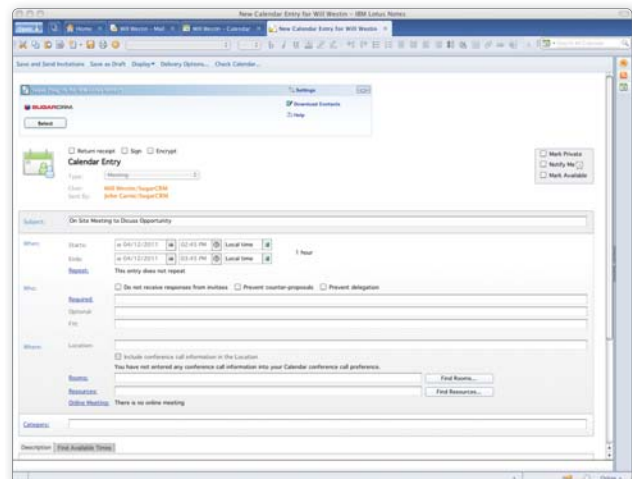 New Calendar Entry for Will Westin – IBM Lotus Notes
Home
Will Westin - Mail
Will Westin - Calendar
New Calendar Entry for Will Westin
Save and Send Invitations Save as Draft Display Delivery Options... Check Calendar...
Settings
SUGARCRM
Download Contacts
Help
Select
Return receipt Sign Encrypt
Mark Private
Notify Me
Mark Available
Calendar Entry
Type: Meeting
Chair: Will Westin/SugarCRM
Sent By:
Subject: On Site Meeting to Discuss Opportunity
When: Starts: 04/12/2011 02:45 PM Local time
1 hour
Ends: 04/12/2011 03:45 PM Local time
Repeat: This entry does not repeat
Who: Do not receive responses from invitees Prevent counter-proposals Prevent delegation
Required:
Optional:
FYI:
Where: Location:
Include conference call information in the Location
You have not entered any conference call information into your Calendar conference call preference.
Rooms: Find Rooms...
Resources: Find Resources...
Online Meeting: There is no online meeting
Category:
Description Find Available Times